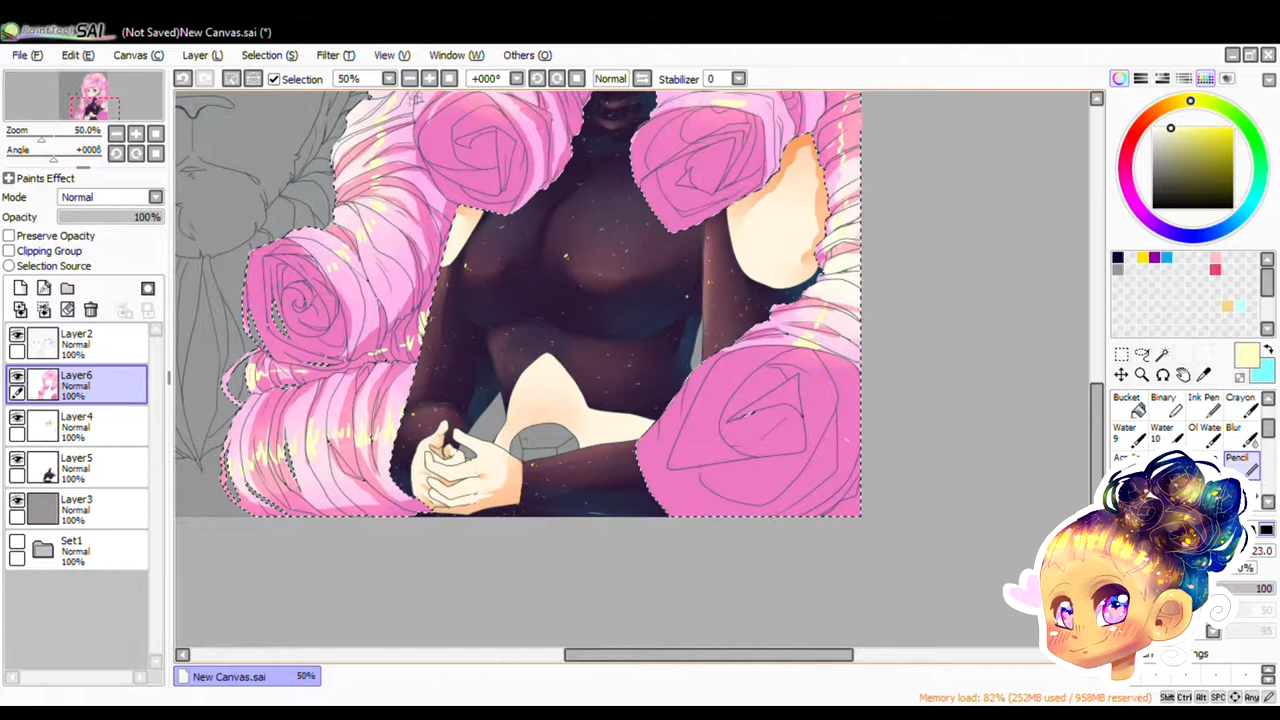 PaintTool SAI (Not Saved)New Canvas.sai (*)
File (F) Edit (E) Canvas (C) Layer (L) Selection (S) Filter (T) View (V) Window (W) Others (O)
Selection 50% +000° Normal Stabilizer 0
Zoom 50.0%
Angle +000°
Paints Effect
Mode Normal
Opacity 100%
Preserve Opacity
Clipping Group
Selection Source
Layer2
Normal
100%
Layer6
Normal
100%
Layer4
Normal
100%
Layer5
Normal
100%
Layer3
Normal
100%
Set1
Normal
100%
Bucket Binary Ink Pen Crayon
Water Water Ol Water Blur
9 10
Pencil
23.0
100
50
95
New Canvas.sai 50%
Memory load: 82% (252MB used / 958MB reserved) Shift Ctrl Alt SPC Any